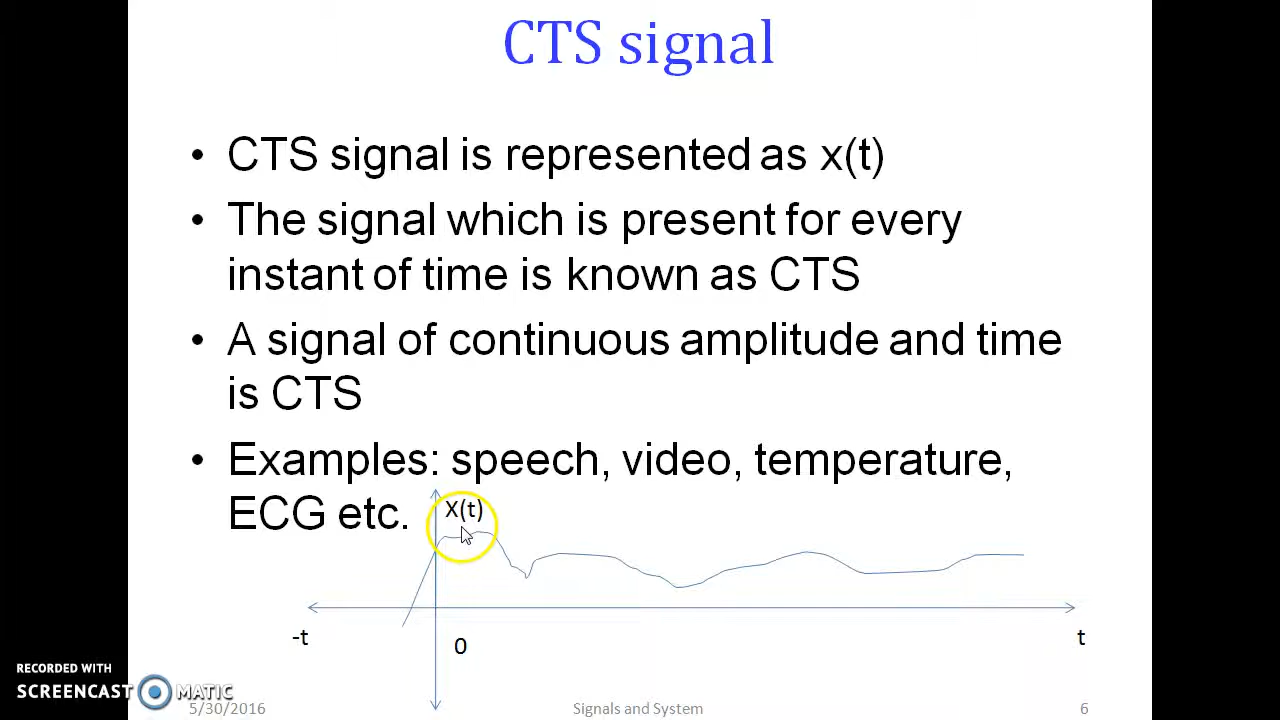 CTS signal
• CTS signal is represented as x(t)
• The signal which is present for every
instant of time is known as CTS
• A signal of continuous amplitude and time
is CTS
• Examples: speech, video, temperature,
ECG etc.
X(t)
-t
0
t
RECORDED WITH
SCREENCAST MATIC
5/30/2016
Signals and System
6